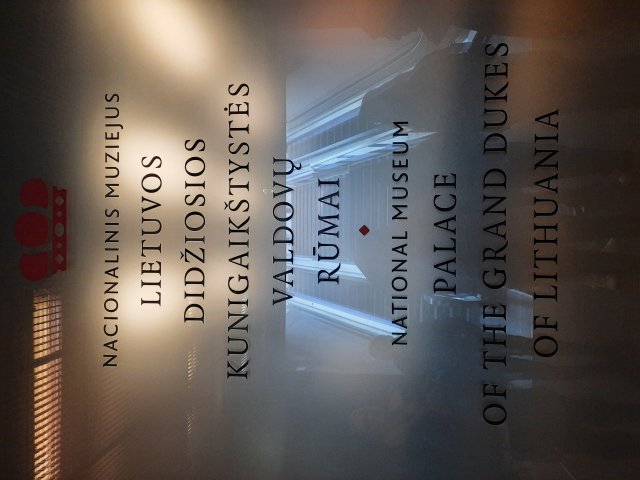 NACIONALINIS MUZIEJUS
LIETUVOS
DIDŽIOSIOS
KUNIGAIKŠTYSTĖS
VALDOVŲ
RŪMAI
NATIONAL MUSEUM
PALACE
OF THE GRAND DUKES
OF LITHUANIA